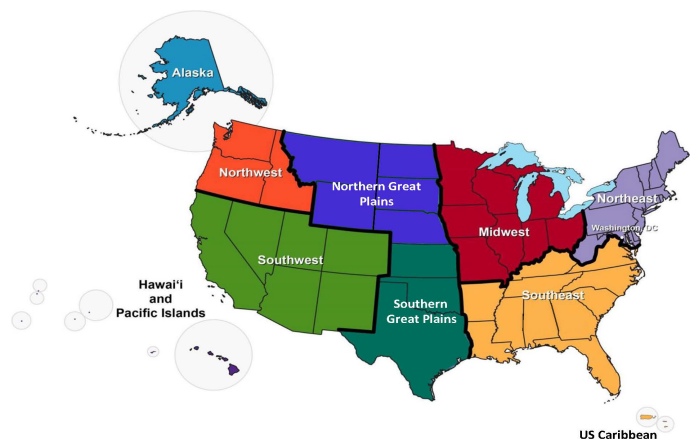 Alaska
Northwest
Northern Great
Plains
Northeast
Washington, DC
Midwest
Southwest
Hawai‘i
and
Pacific Islands
Southern
Great Plains
Southeast
US Caribbean